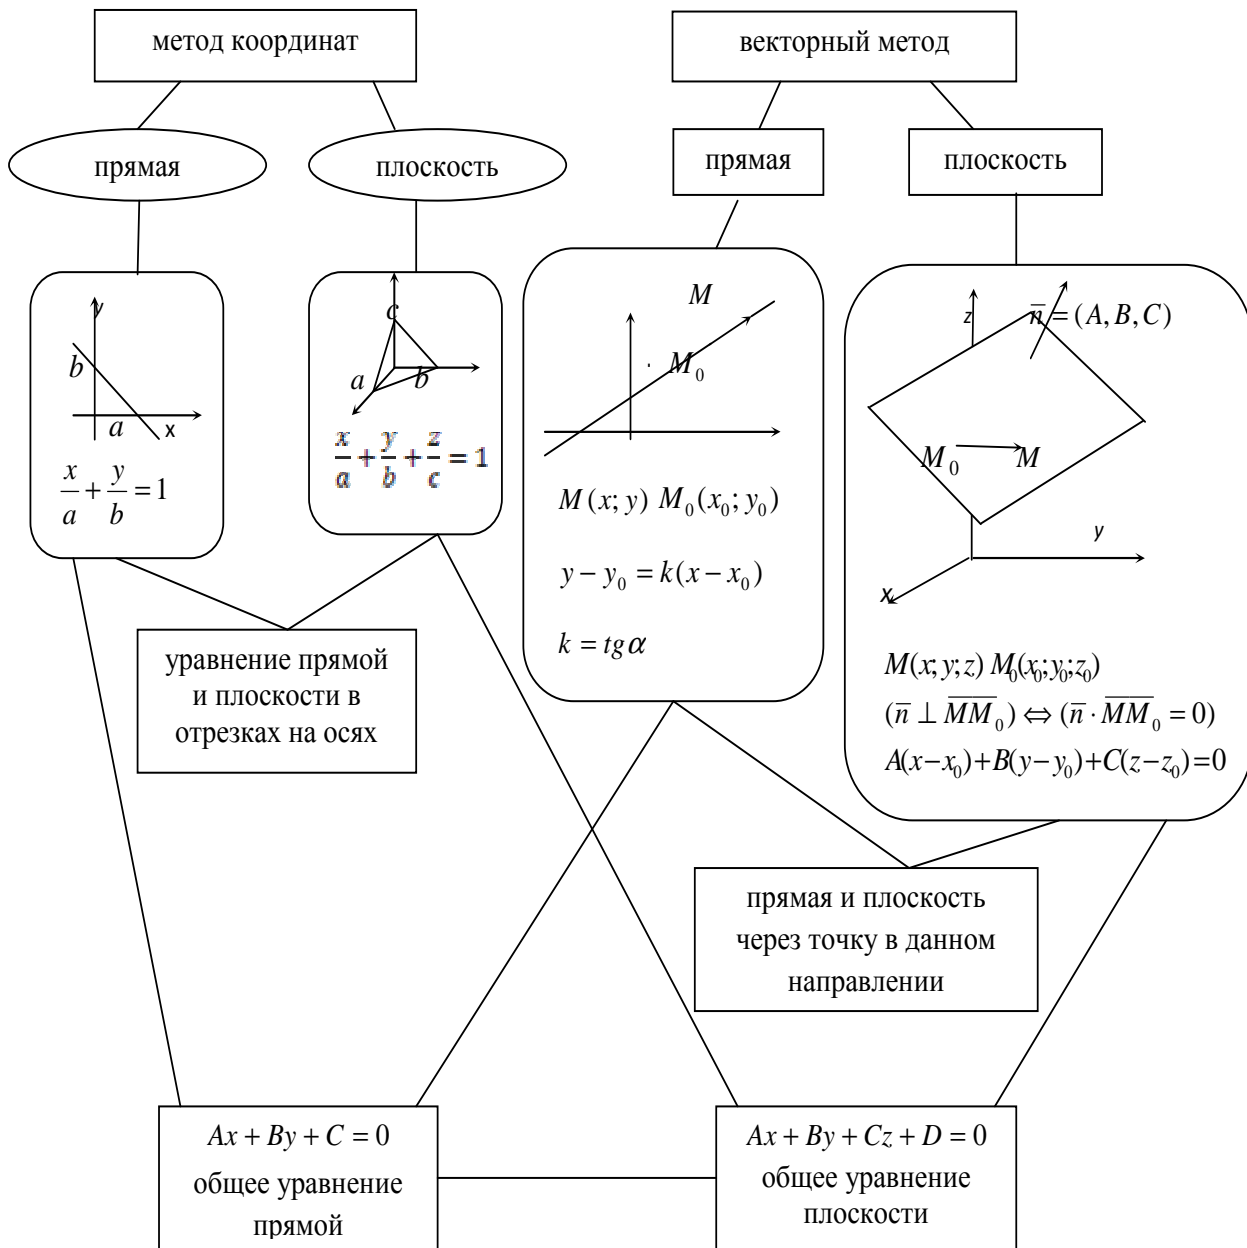 метод координат
векторный метод
прямая
плоскость
прямая
плоскость
y
b
a
x
x/a + y/b = 1
c
a
b
x/a + y/b + z/c = 1
M
M₀
M(x; y) M₀(x₀; y₀)
y − y₀ = k(x − x₀)
k = tgα
z
n̅ = (A, B, C)
M₀
M
y
x
M(x; y; z) M₀(x₀; y₀; z₀)
(n̅ ⊥ M̅M̅₀) ⇔ (n̅ · M̅M̅₀ = 0)
A(x−x₀)+B(y−y₀)+C(z−z₀)=0
уравнение прямой
и плоскости в
отрезках на осях
прямая и плоскость
через точку в данном
направлении
Ax + By + C = 0
общее уравнение
прямой
Ax + By + Cz + D = 0
общее уравнение
плоскости